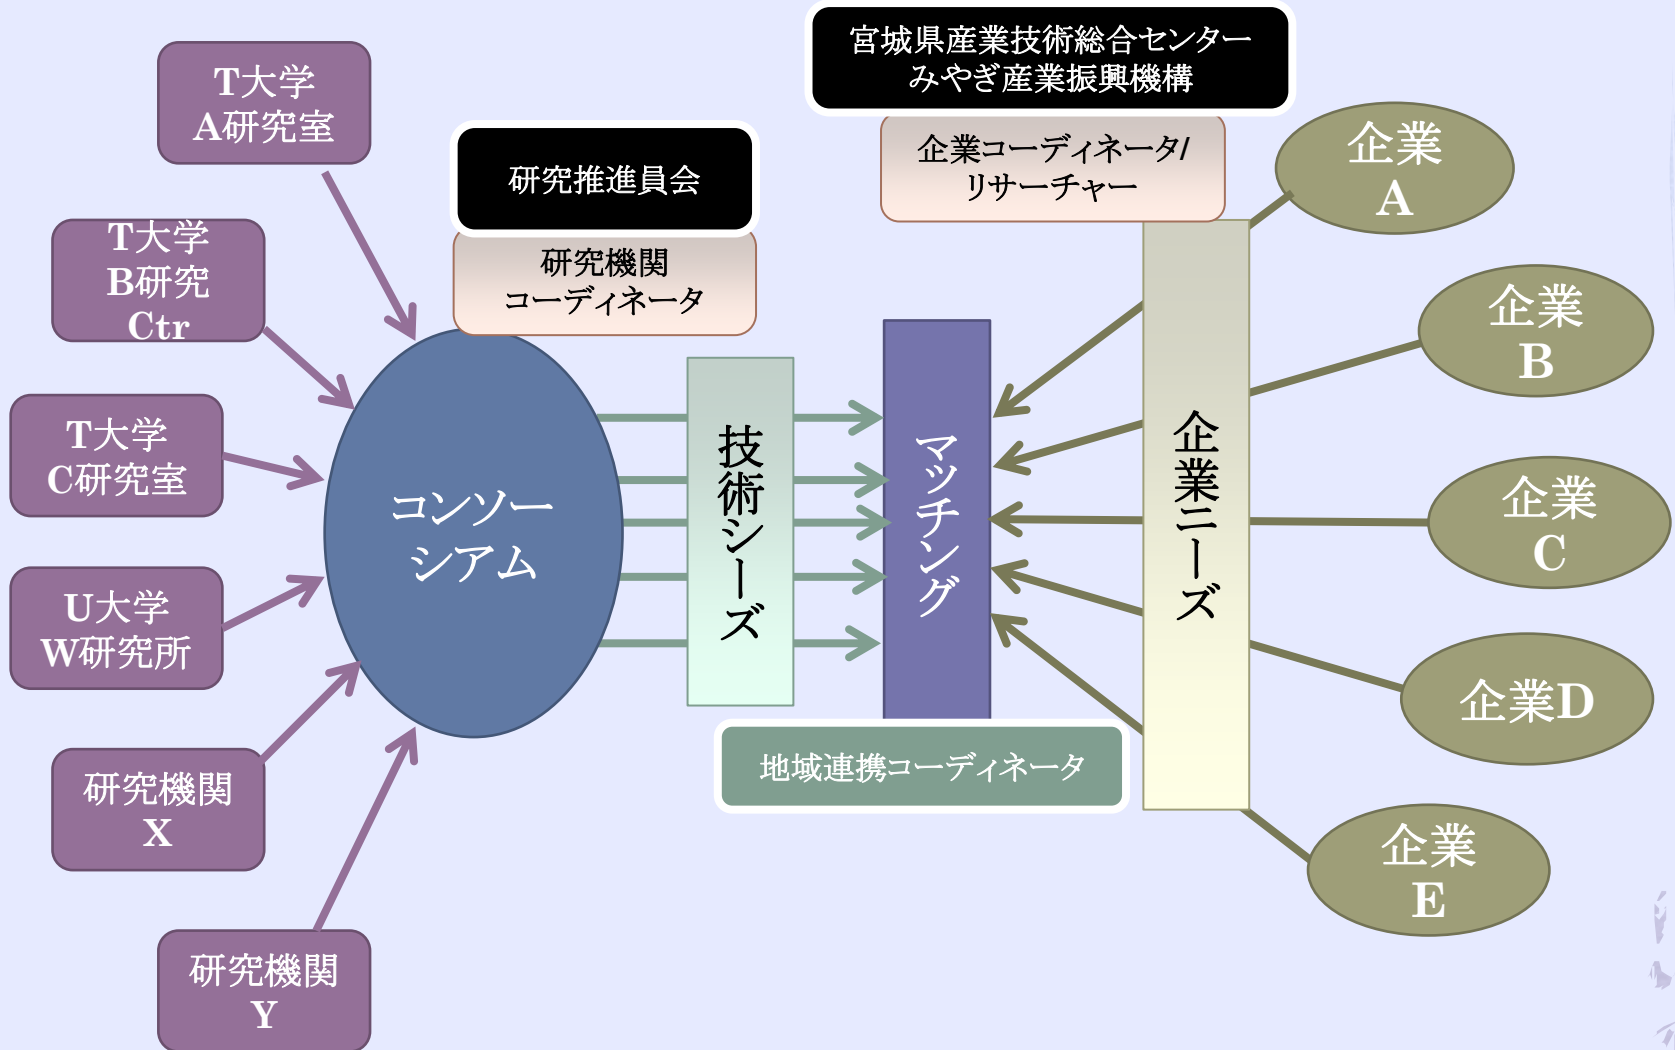 宮城県産業技術総合センター
みやぎ産業振興機構
企業コーディネータ/
リサーチャー
T大学
A研究室
研究推進員会
研究機関
コーディネータ
T大学
B研究
Ctr
T大学
C研究室
U大学
W研究所
研究機関
X
研究機関
Y
コンソー
シアム
技術シーズ
マッチング
地域連携コーディネータ
企業ニーズ
企業
A
企業
B
企業
C
企業D
企業
E